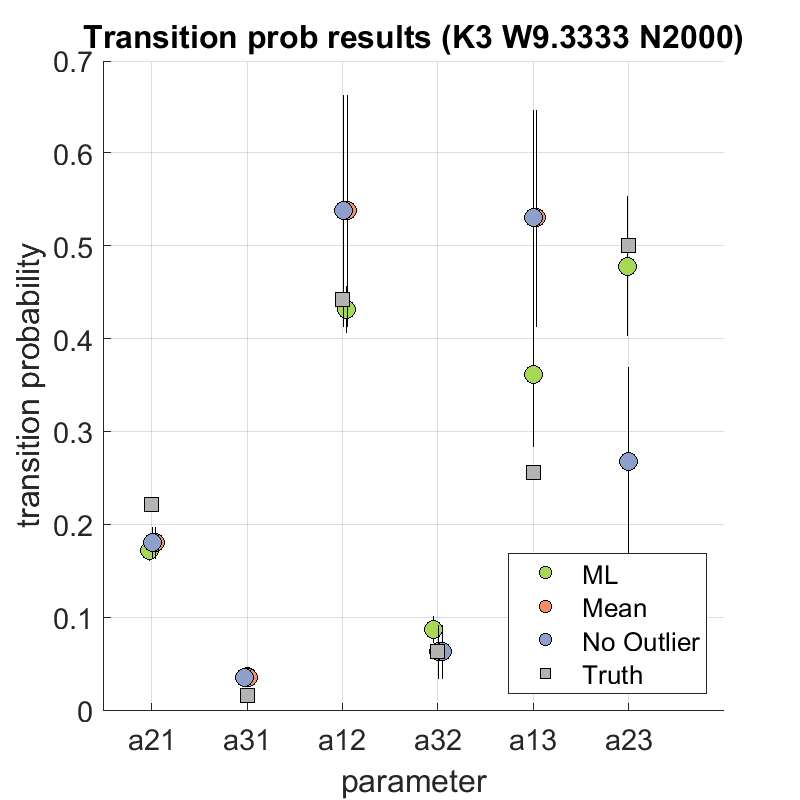 Transition prob results (K3 W9.3333 N2000)
0.7
0.6
0.5
0.4
0.3
0.2
0.1
0
transition probability
ML
Mean
No Outlier
Truth
a21 a31 a12 a32 a13 a23
parameter